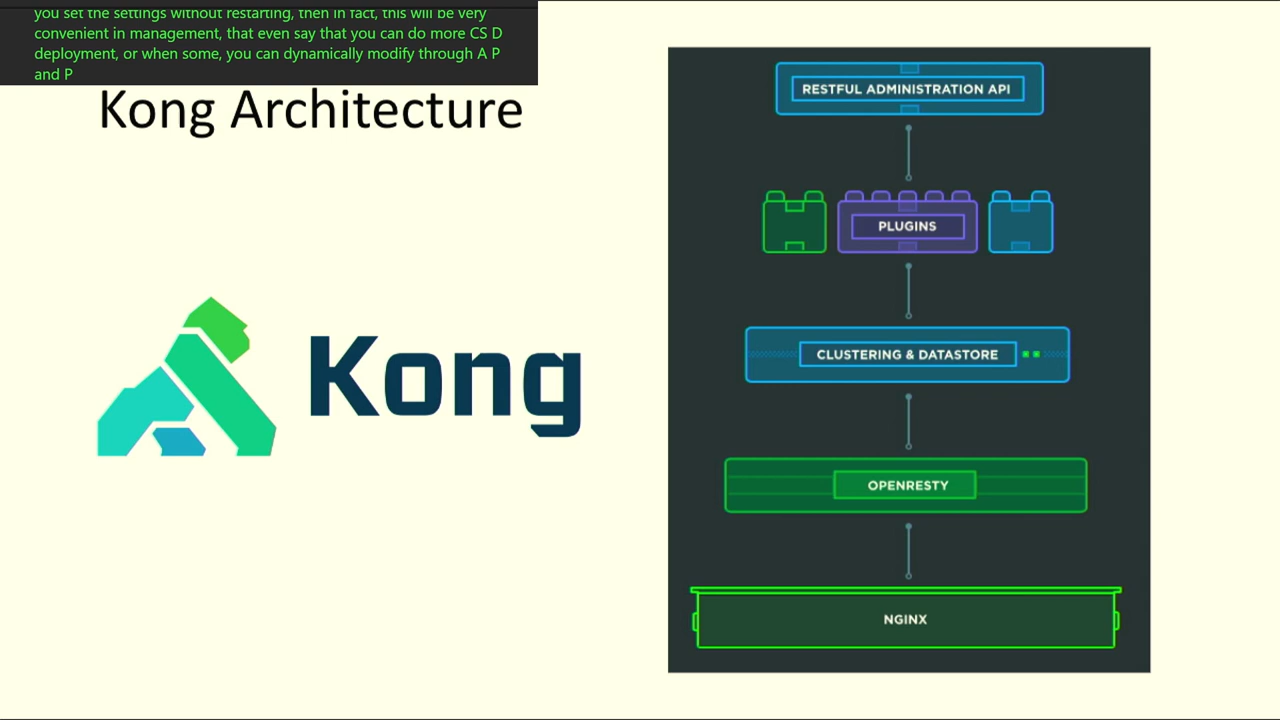 you set the settings without restarting, then in fact, this will be very
convenient in management, that even say that you can do more CS D
deployment, or when some, you can dynamically modify through A P
and P
Kong Architecture
Kong
RESTFUL ADMINISTRATION API
PLUGINS
CLUSTERING & DATASTORE
OPENRESTY
NGINX